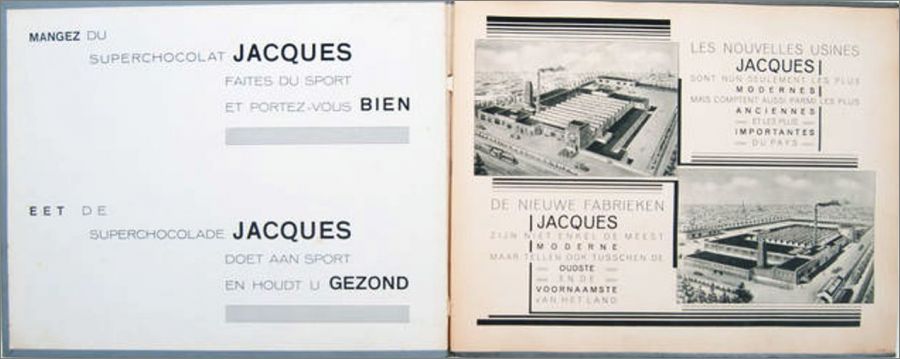 MANGEZ DU
SUPERCHOCOLAT JACQUES
FAITES DU SPORT
ET PORTEZ-VOUS BIEN
EET DE
SUPERCHOCOLADE JACQUES
DOET AAN SPORT
EN HOUDT U GEZOND
LES NOUVELLES USINES
JACQUES
SONT NON SEULEMENT LES PLUS
MODERNES
MAIS COMPTENT AUSSI PARMI LES PLUS
ANCIENNES
ET LES PLUS
IMPORTANTES
DU PAYS
DE NIEUWE FABRIEKEN
JACQUES
ZIJN NIET ENKEL DE MEEST
MODERNE
MAAR TELLEN OOK TUSSCHEN DE
OUDSTE
EN DE
VOORNAAMSTE
VAN HET LAND